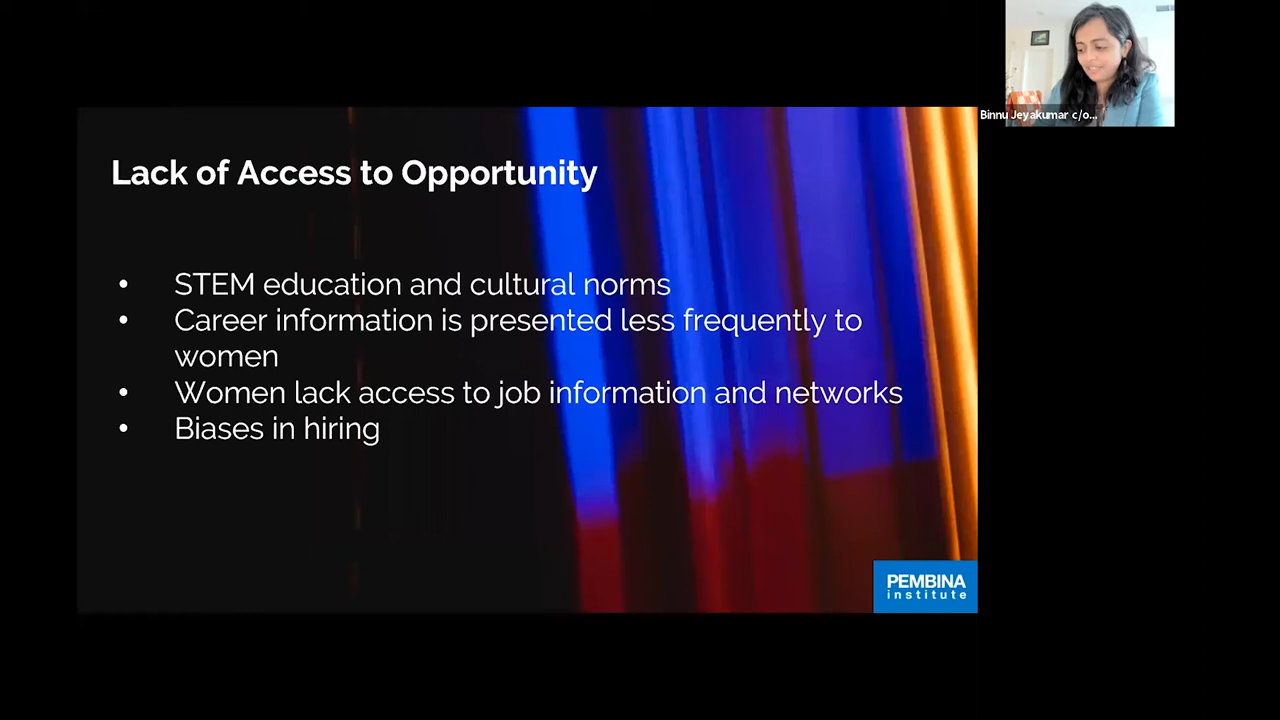 Binnu Jeyakumar c/o...
Lack of Access to Opportunity
• STEM education and cultural norms
• Career information is presented less frequently to
women
• Women lack access to job information and networks
• Biases in hiring
PEMBINA
institute